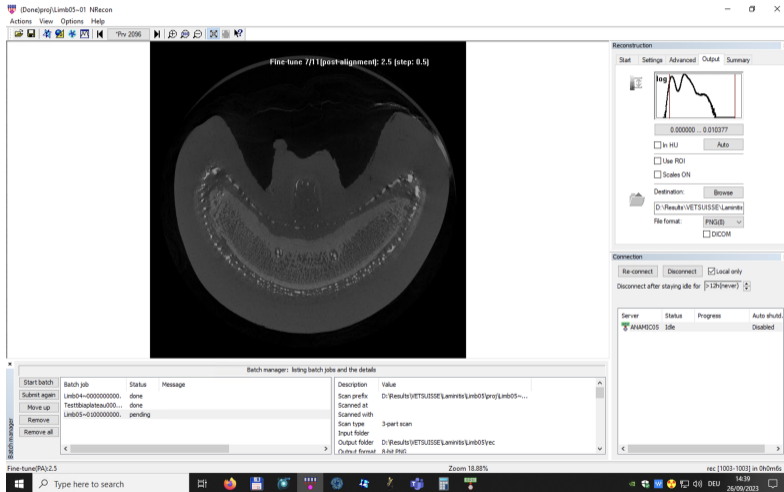 (Done)proj\Limb05~01 NRecon
Actions View Options Help
*Prv 2096
Fine-tune 7/11(post-alignment): 2.5 (step: 0.5)
Reconstruction
Start Settings Advanced Output Summary
log
0.000000 ... 0.010377
In HU Auto
Use ROI
Scales ON
Destination: Browse
D:\Results\VETSUISSE\Laminitis
File format: PNG(8)
DICOM
Connection
Re-connect Disconnect Local only
Disconnect after staying idle for >12h(never)
Server Status Progress Auto shutd.
ANAMICOS Idle Disabled
Batch manager: listing batch jobs and the details
Batch manager
Start batch
Submit again
Move up
Remove
Remove all
Batch job Status Message
Limb04~0000000000. done
Testtibiaplateau000... done
Limb05~0100000000. pending
Description Value
Scan prefix D:\Results\VETSUISSE\Laminitis\Limb05\proj\Limb05~...
Scanned at
Scanned with
Scan type 3-part scan
Input folder
Output folder D:\Results\VETSUISSE\Laminitis\Limb05\rec
Output format 8-bit PNG
Fine-tune(PA):2.5 Zoom 18.88% rec [1003-1003] in 0h0m6s
Type here to search
DEU
14:39
26/09/2023